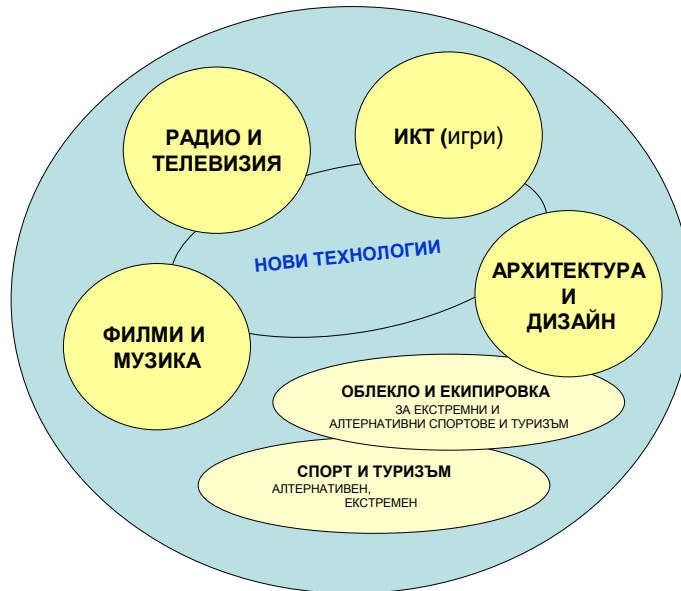 РАДИО И
ТЕЛЕВИЗИЯ
ИКТ (игри)
НОВИ ТЕХНОЛОГИИ
АРХИТЕКТУРА
И
ДИЗАЙН
ФИЛМИ И
МУЗИКА
ОБЛЕКЛО И ЕКИПИРОВКА
ЗА ЕКСТРЕМНИ И
АЛТЕРНАТИВНИ СПОРТОВЕ И ТУРИЗЪМ
СПОРТ И ТУРИЗЪМ
АЛТЕРНАТИВЕН,
ЕКСТРЕМЕН